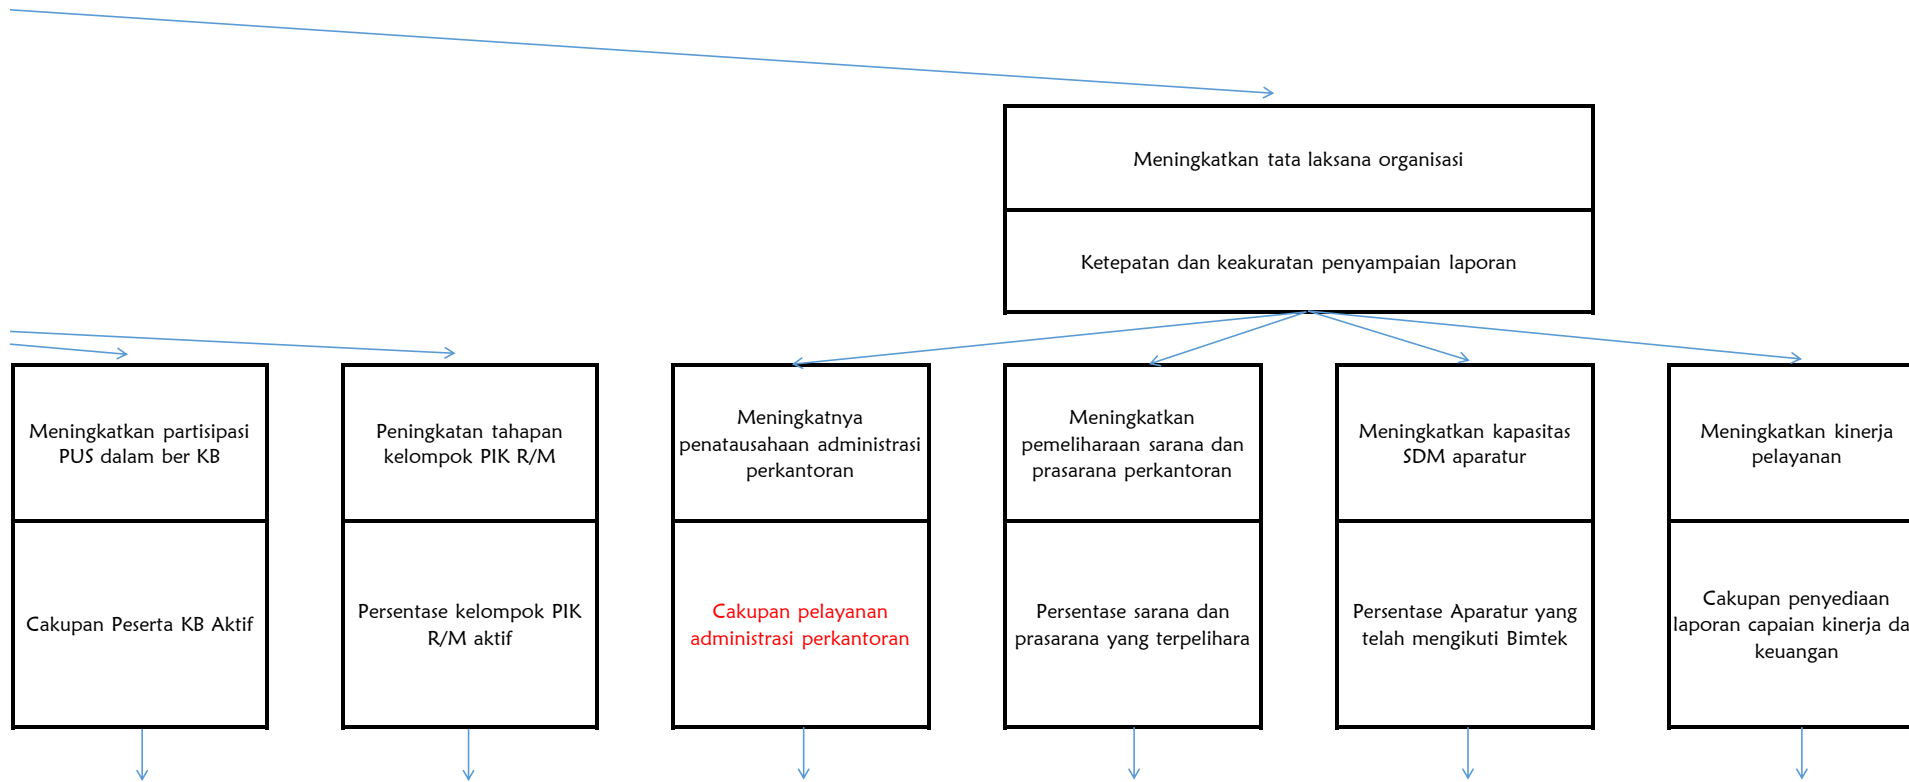 Meningkatkan tata laksana organisasi
Ketepatan dan keakuratan penyampaian laporan
Meningkatkan partisipasi
PUS dalam ber KB
Peningkatan tahapan
kelompok PIK R/M
Meningkatnya
penatausahaan administrasi
perkantoran
Meningkatkan
pemeliharaan sarana dan
prasarana perkantoran
Meningkatkan kapasitas
SDM aparatur
Meningkatkan kinerja
pelayanan
Cakupan Peserta KB Aktif
Persentase kelompok PIK
R/M aktif
Cakupan pelayanan
administrasi perkantoran
Persentase sarana dan
prasarana yang terpelihara
Persentase Aparatur yang
telah mengikuti Bimtek
Cakupan penyediaan
laporan capaian kinerja da
keuangan